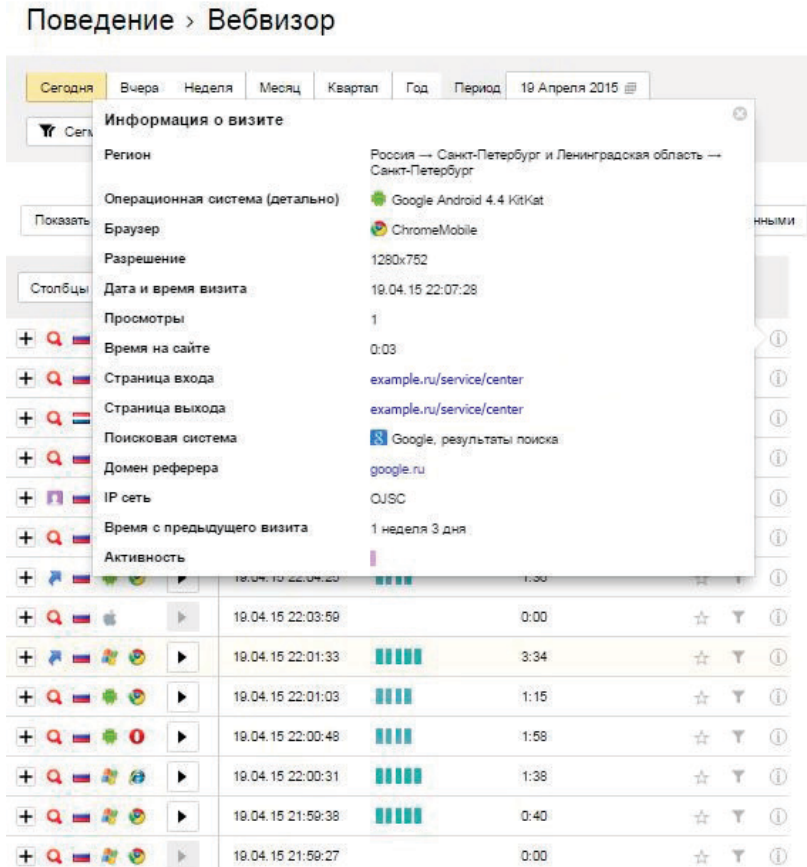 Поведение › Вебвизор
Сегодня Вчера Неделя Месяц Квартал Год Период 19 Апреля 2015
Информация о визите
Регион Россия → Санкт-Петербург и Ленинградская область →
Санкт-Петербург
Операционная система (детально) Google Android 4.4 KitKat
Показать нными
Браузер ChromeMobile
Разрешение 1280x752
Столбцы Дата и время визита 19.04.15 22:07:28
Просмотры 1
Время на сайте 0:03
Страница входа example.ru/service/center
Страница выхода example.ru/service/center
Поисковая система Google, результаты поиска
Домен реферера google.ru
IP сеть OJSC
Время с предыдущего визита 1 неделя 3 дня
Активность
19.04.15 22:03:59 0:00
19.04.15 22:01:33 3:34
19.04.15 22:01:03 1:15
19.04.15 22:00:48 1:58
19.04.15 22:00:31 1:38
19.04.15 21:59:38 0:40
19.04.15 21:59:27 0:00